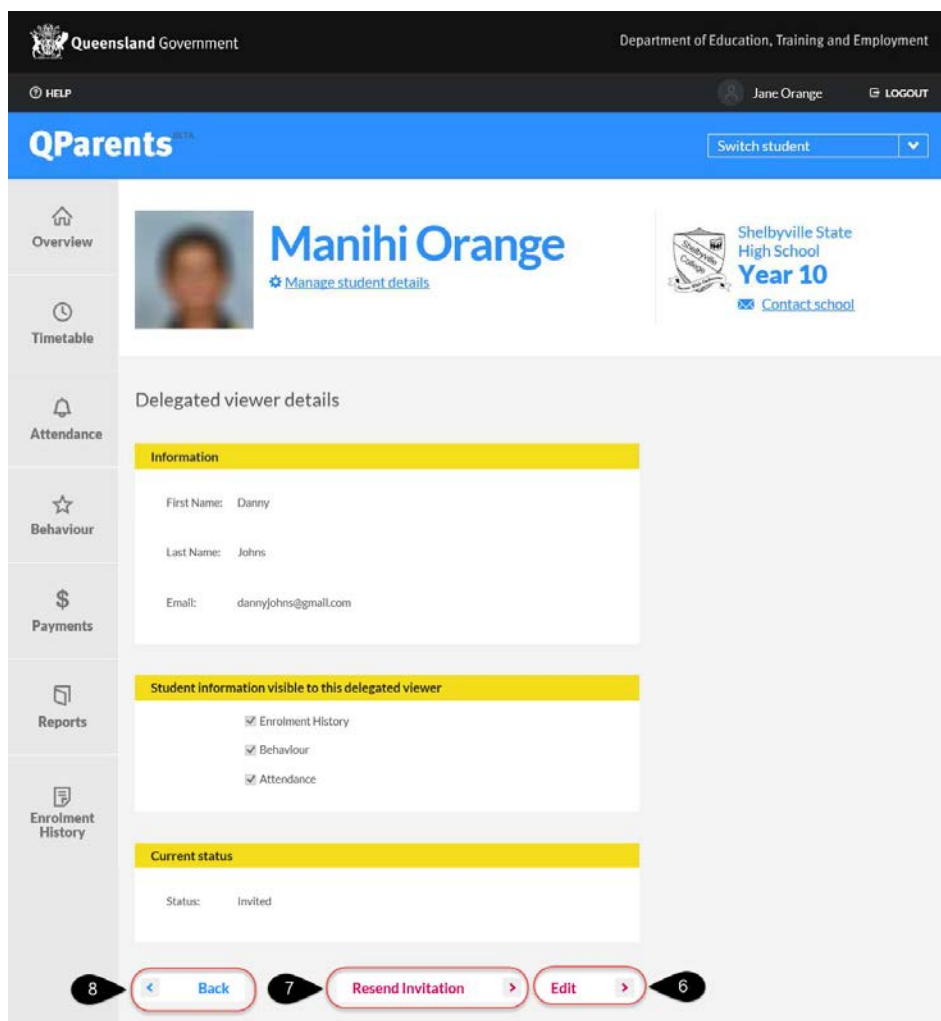 Queensland Government
Department of Education, Training and Employment
HELP
Jane Orange
LOGOUT
QParents BETA
Switch student
Overview
Timetable
Attendance
Behaviour
Payments
Reports
Enrolment
History
Manihi Orange
Manage student details
Shelbyville
College
Shelbyville State
High School
Year 10
Contact school
Delegated viewer details
Information
First Name: Danny
Last Name: Johns
Email: dannyjohns@gmail.com
Student information visible to this delegated viewer
Enrolment History
Behaviour
Attendance
Current status
Status: Invited
8
Back
7
Resend Invitation
Edit
6